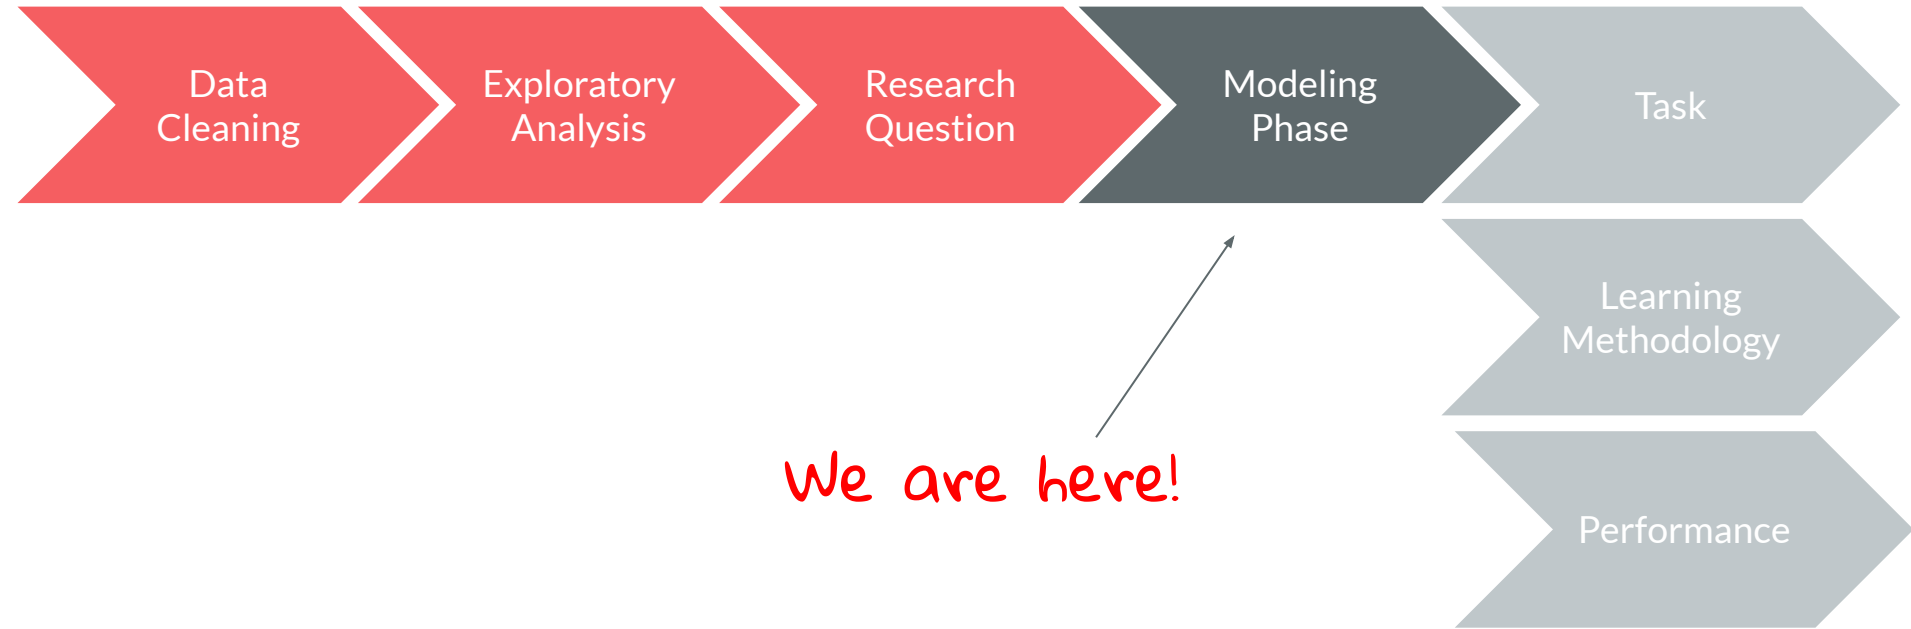 Data
Cleaning
Exploratory
Analysis
Research
Question
Modeling
Phase
Task
Learning
Methodology
We are here!
Performance